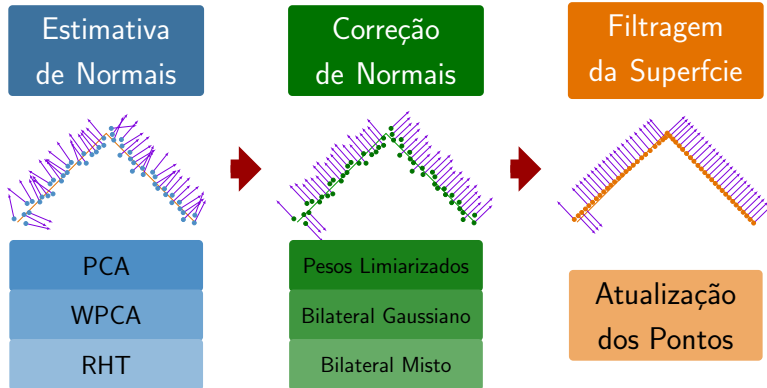 Estimativa
de Normais
PCA
WPCA
RHT
Correção
de Normais
Pesos Limiarizados
Bilateral Gaussiano
Bilateral Misto
Filtragem
da Superfcie
Atualização
dos Pontos